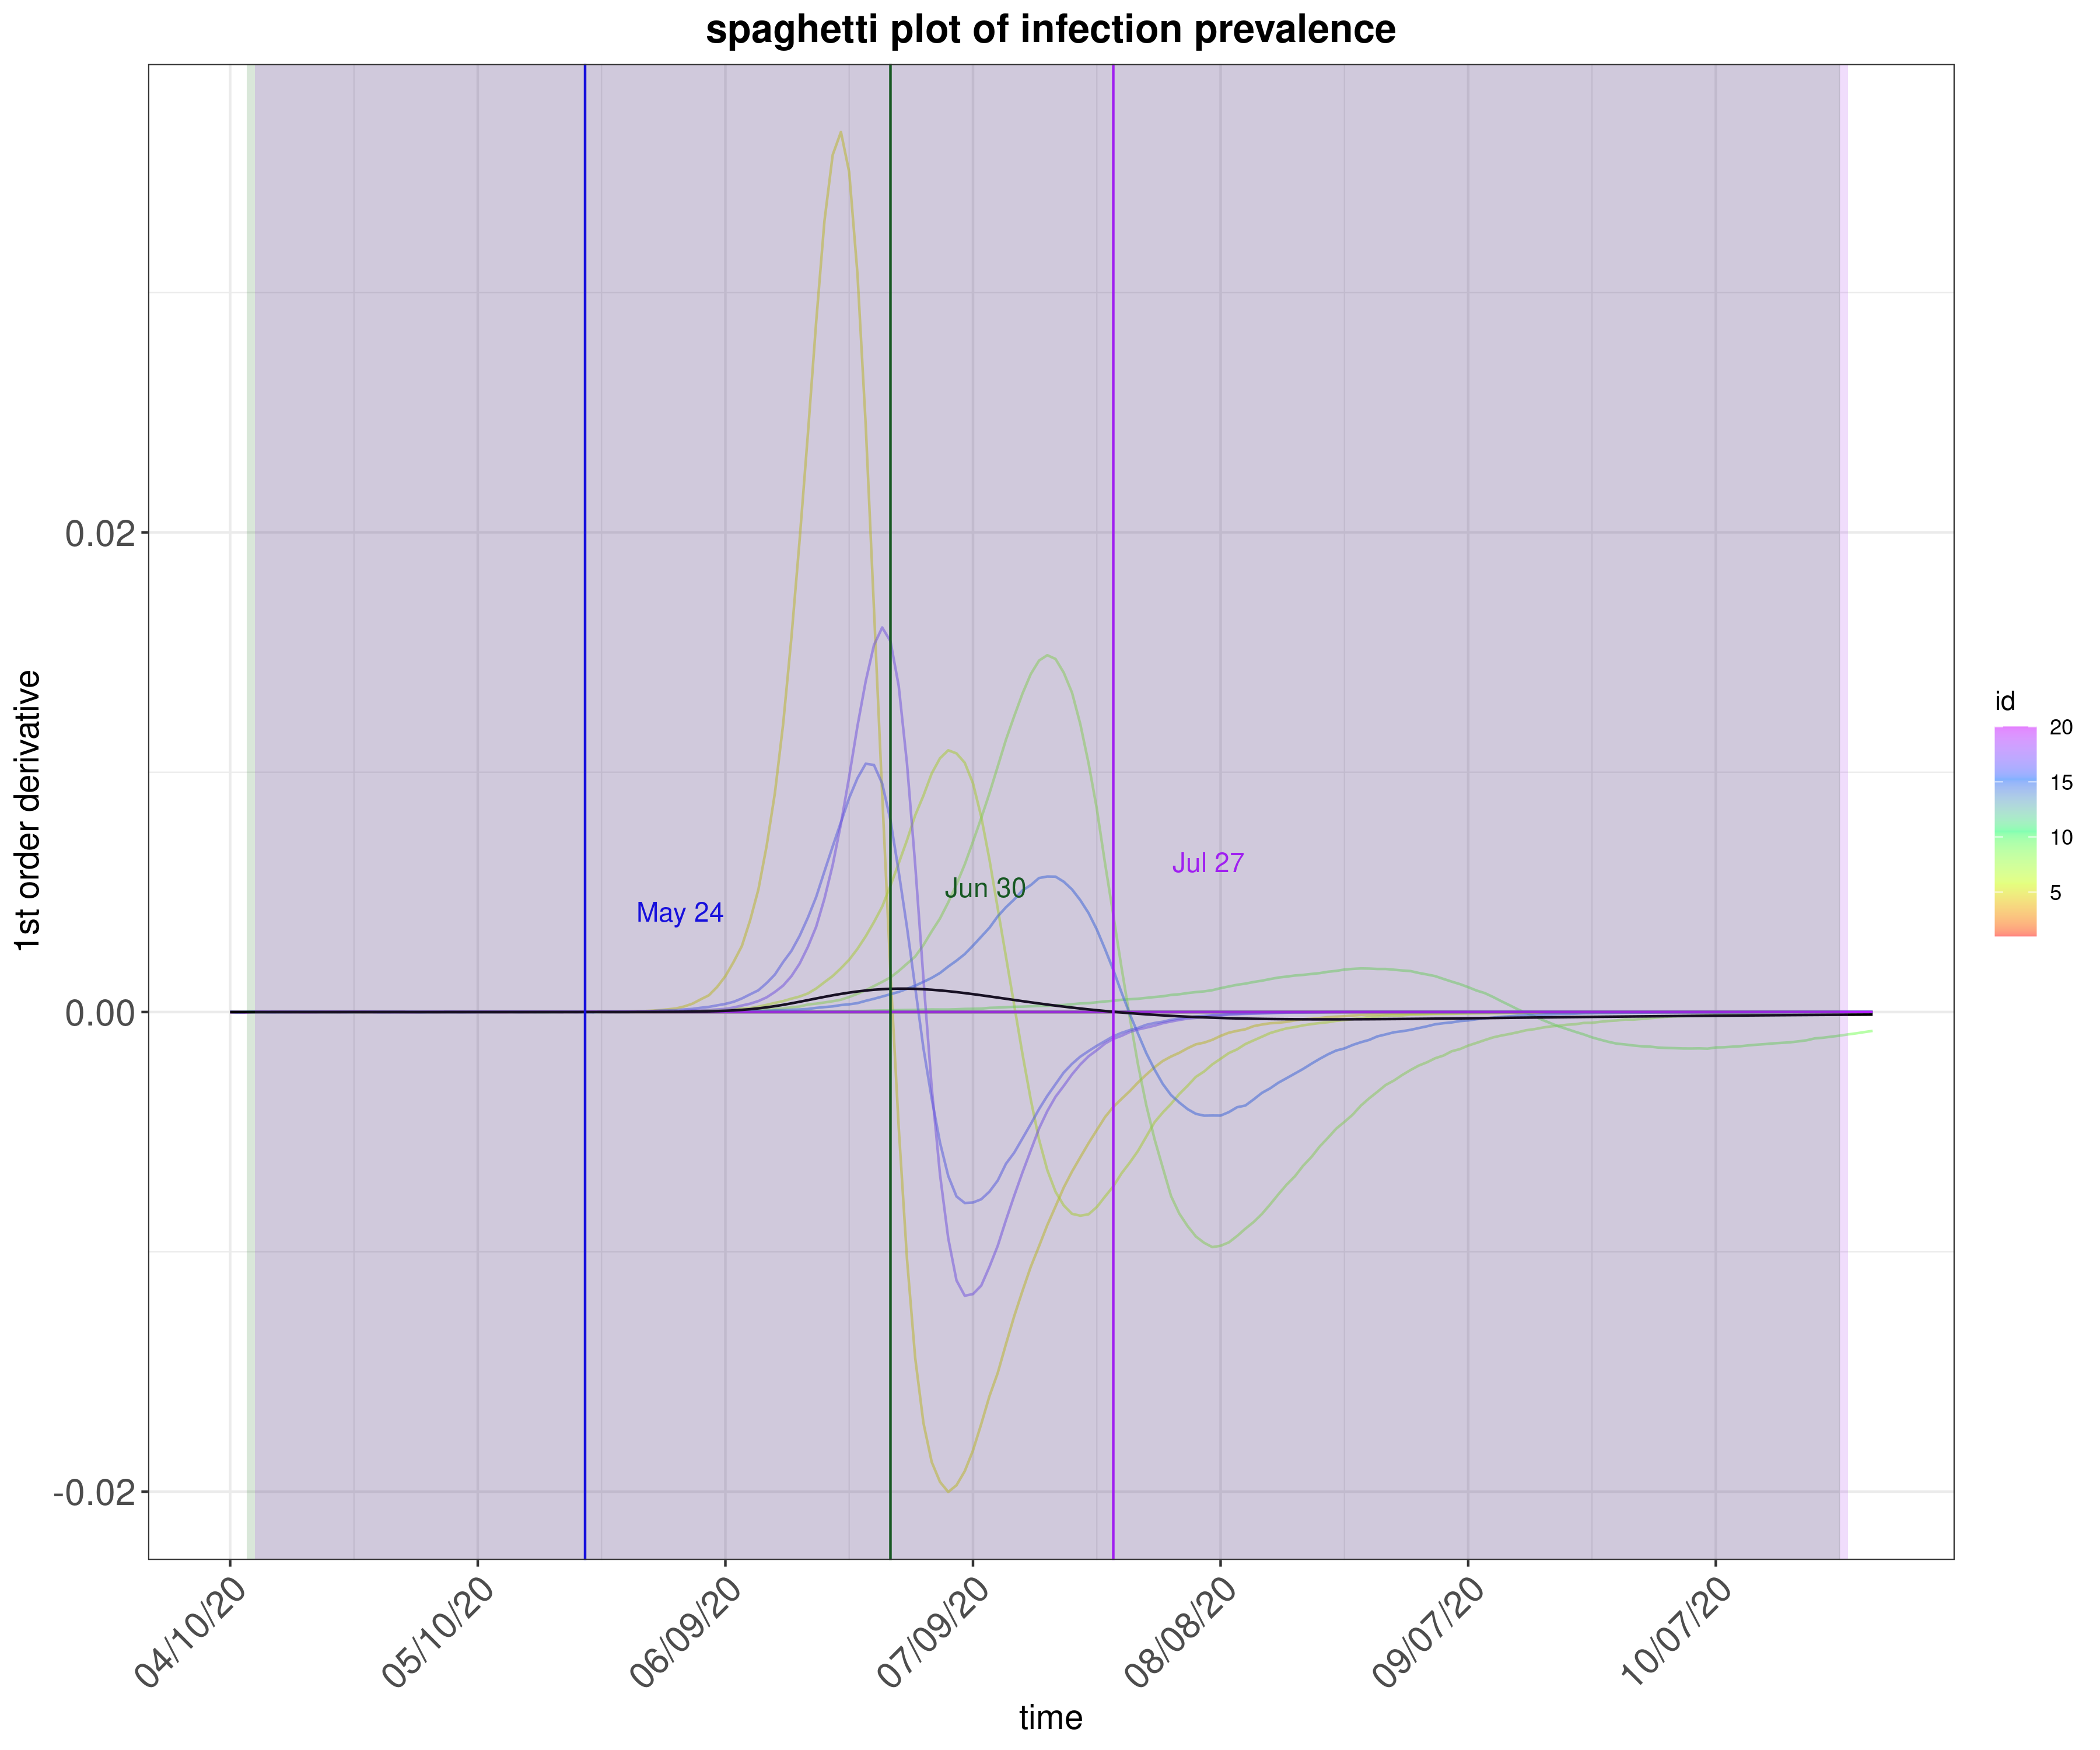 spaghetti plot of infection prevalence
1st order derivative
0.02
0.00
-0.02
May 24
Jun 30
Jul 27
id
20
15
10
5
04/10/20
05/10/20
06/09/20
07/09/20
08/08/20
09/07/20
10/07/20
time